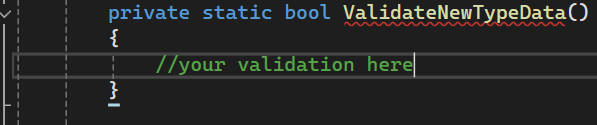 private static bool ValidateNewTypeData()
{
//your validation here
}